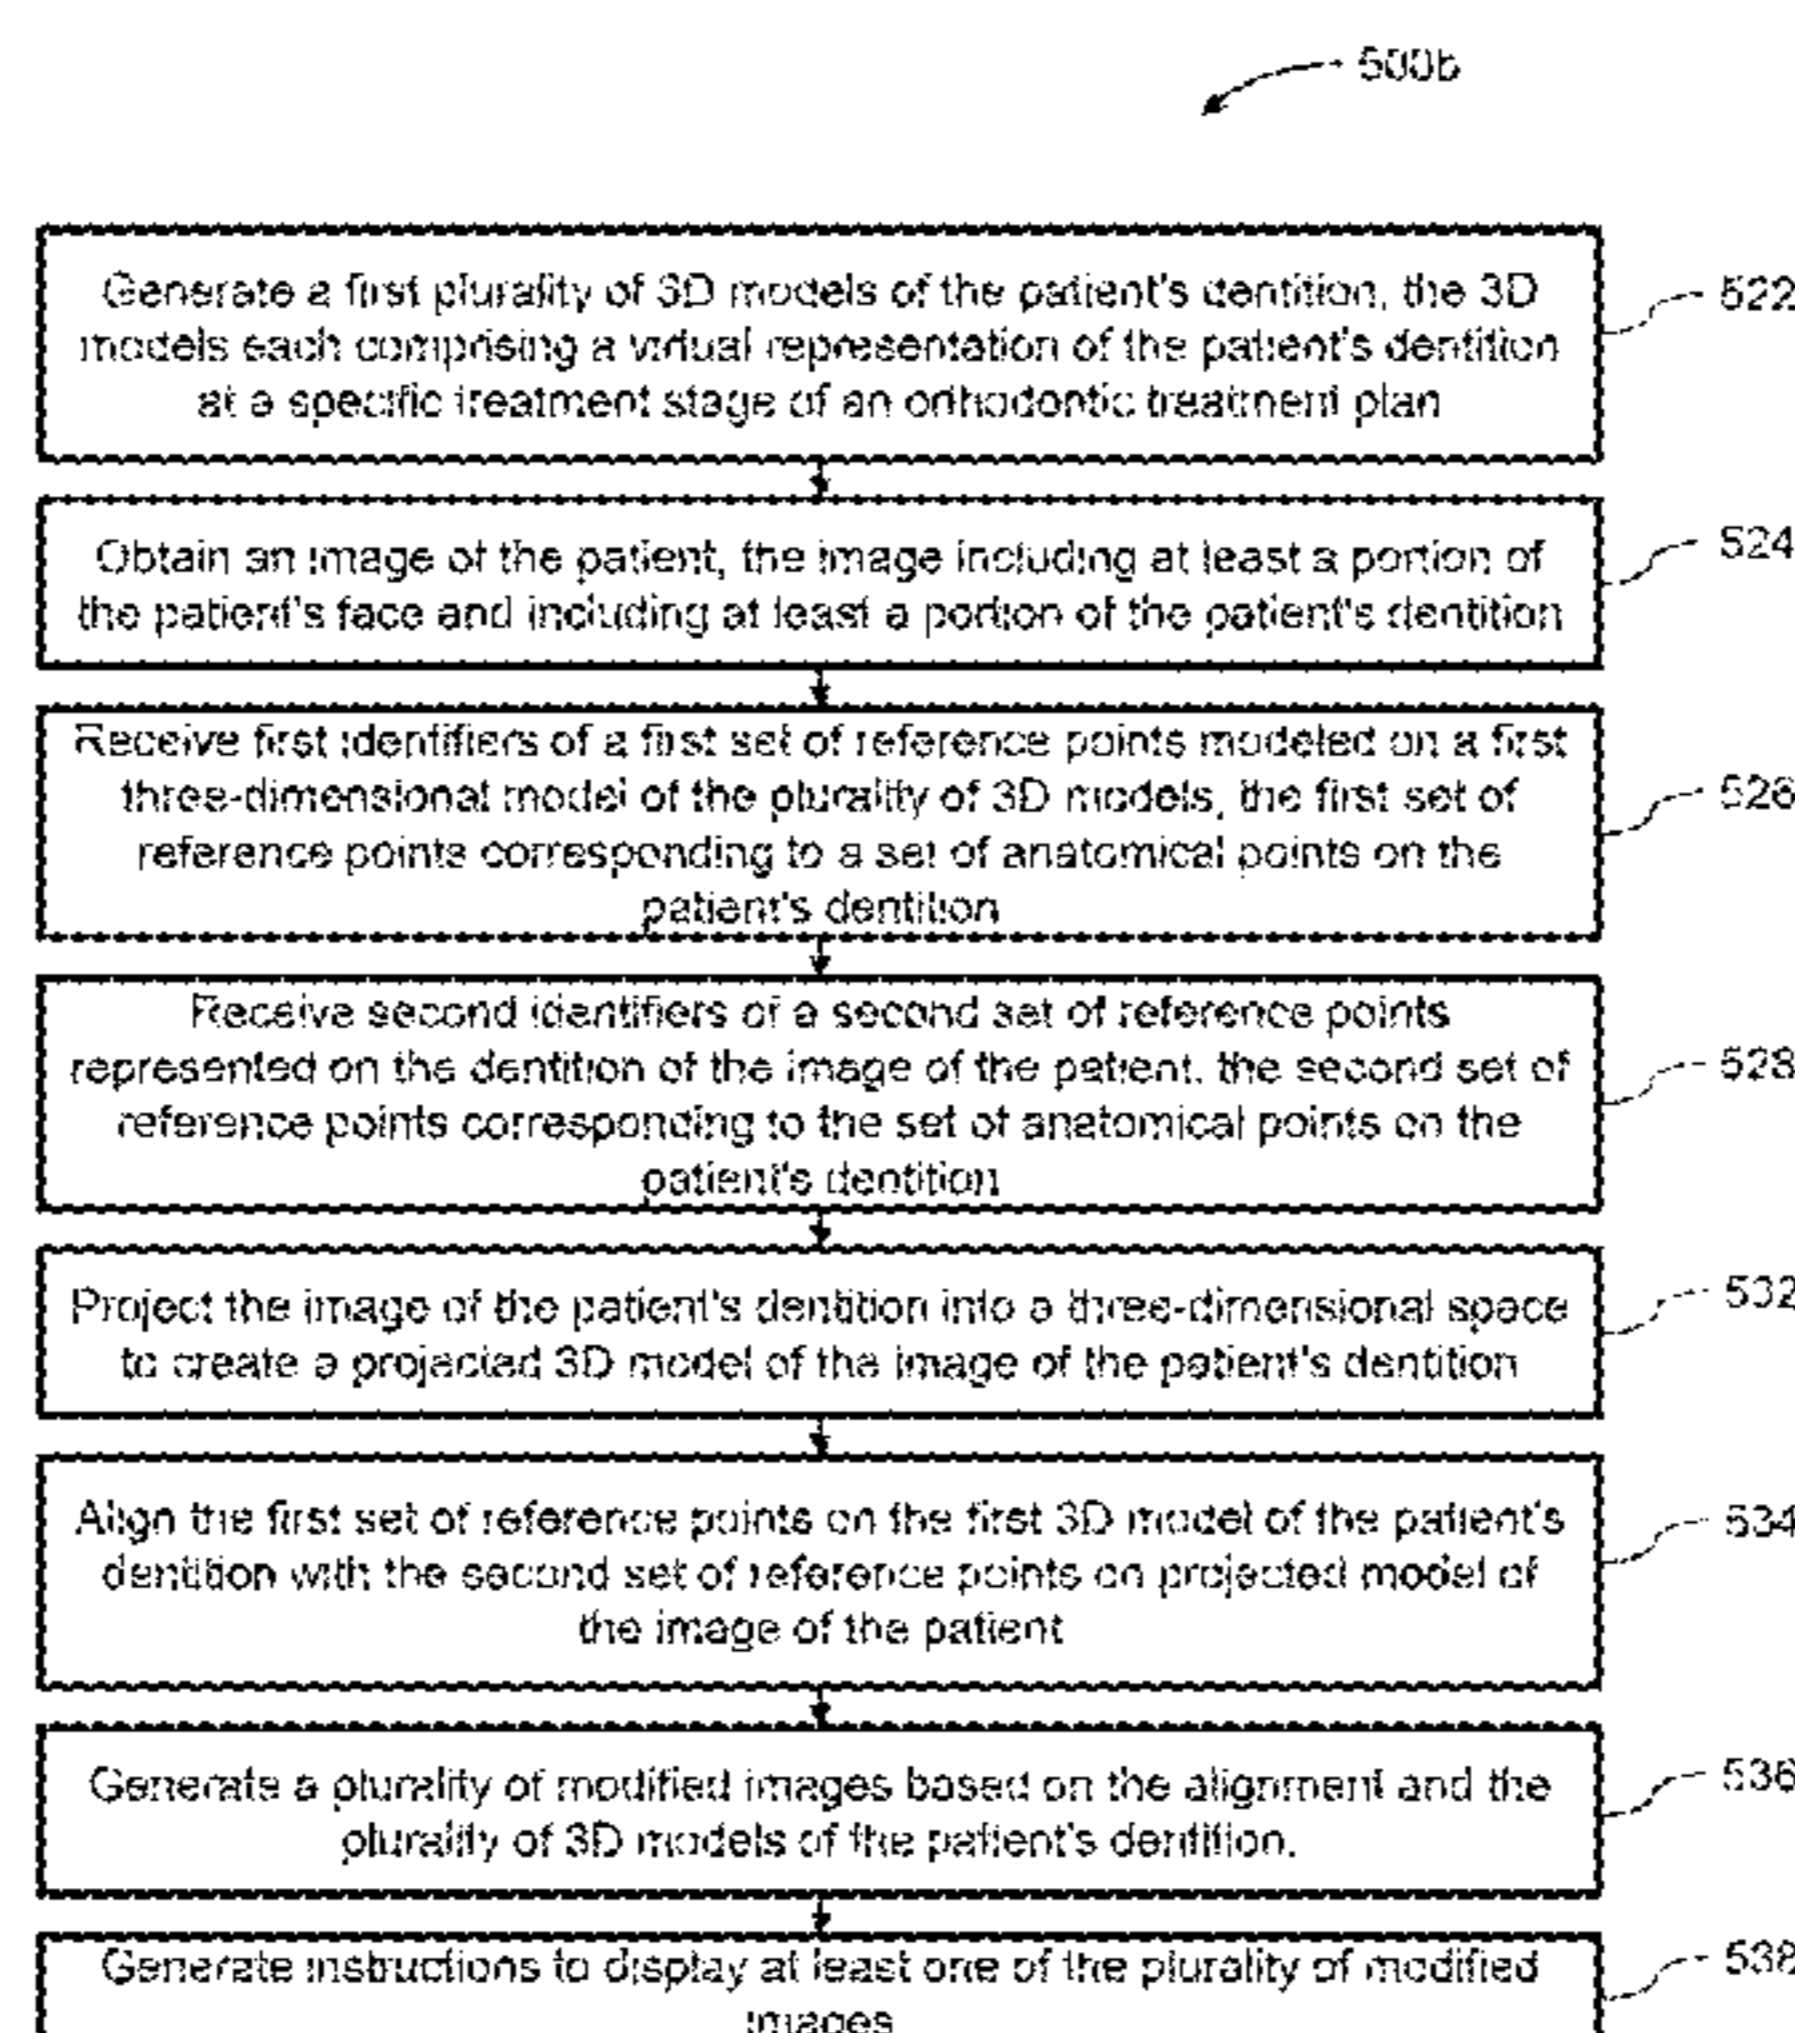 500b
Generate a first plurality of 3D models of the patient's dentition, the 3D
models each comprising a virtual representation of the patient's dentition
at a specific treatment stage of an orthodontic treatment plan
522
Obtain an image of the patient, the image including at least a portion of
the patient's face and including at least a portion of the patient's dentition
524
Receive first identifiers of a first set of reference points modeled on a first
three-dimensional model of the plurality of 3D models, the first set of
reference points corresponding to a set of anatomical points on the
patient's dentition
526
Receive second identifiers of a second set of reference points
represented on the dentition of the image of the patient, the second set of
reference points corresponding to the set of anatomical points on the
patient's dentition
528
Project the image of the patient's dentition into a three-dimensional space
to create a projected 3D model of the image of the patient's dentition
532
Align the first set of reference points on the first 3D model of the patient's
dentition with the second set of reference points on projected model of
the image of the patient
534
Generate a plurality of modified images based on the alignment and the
plurality of 3D models of the patient's dentition.
536
Generate instructions to display at least one of the plurality of modified
images
538